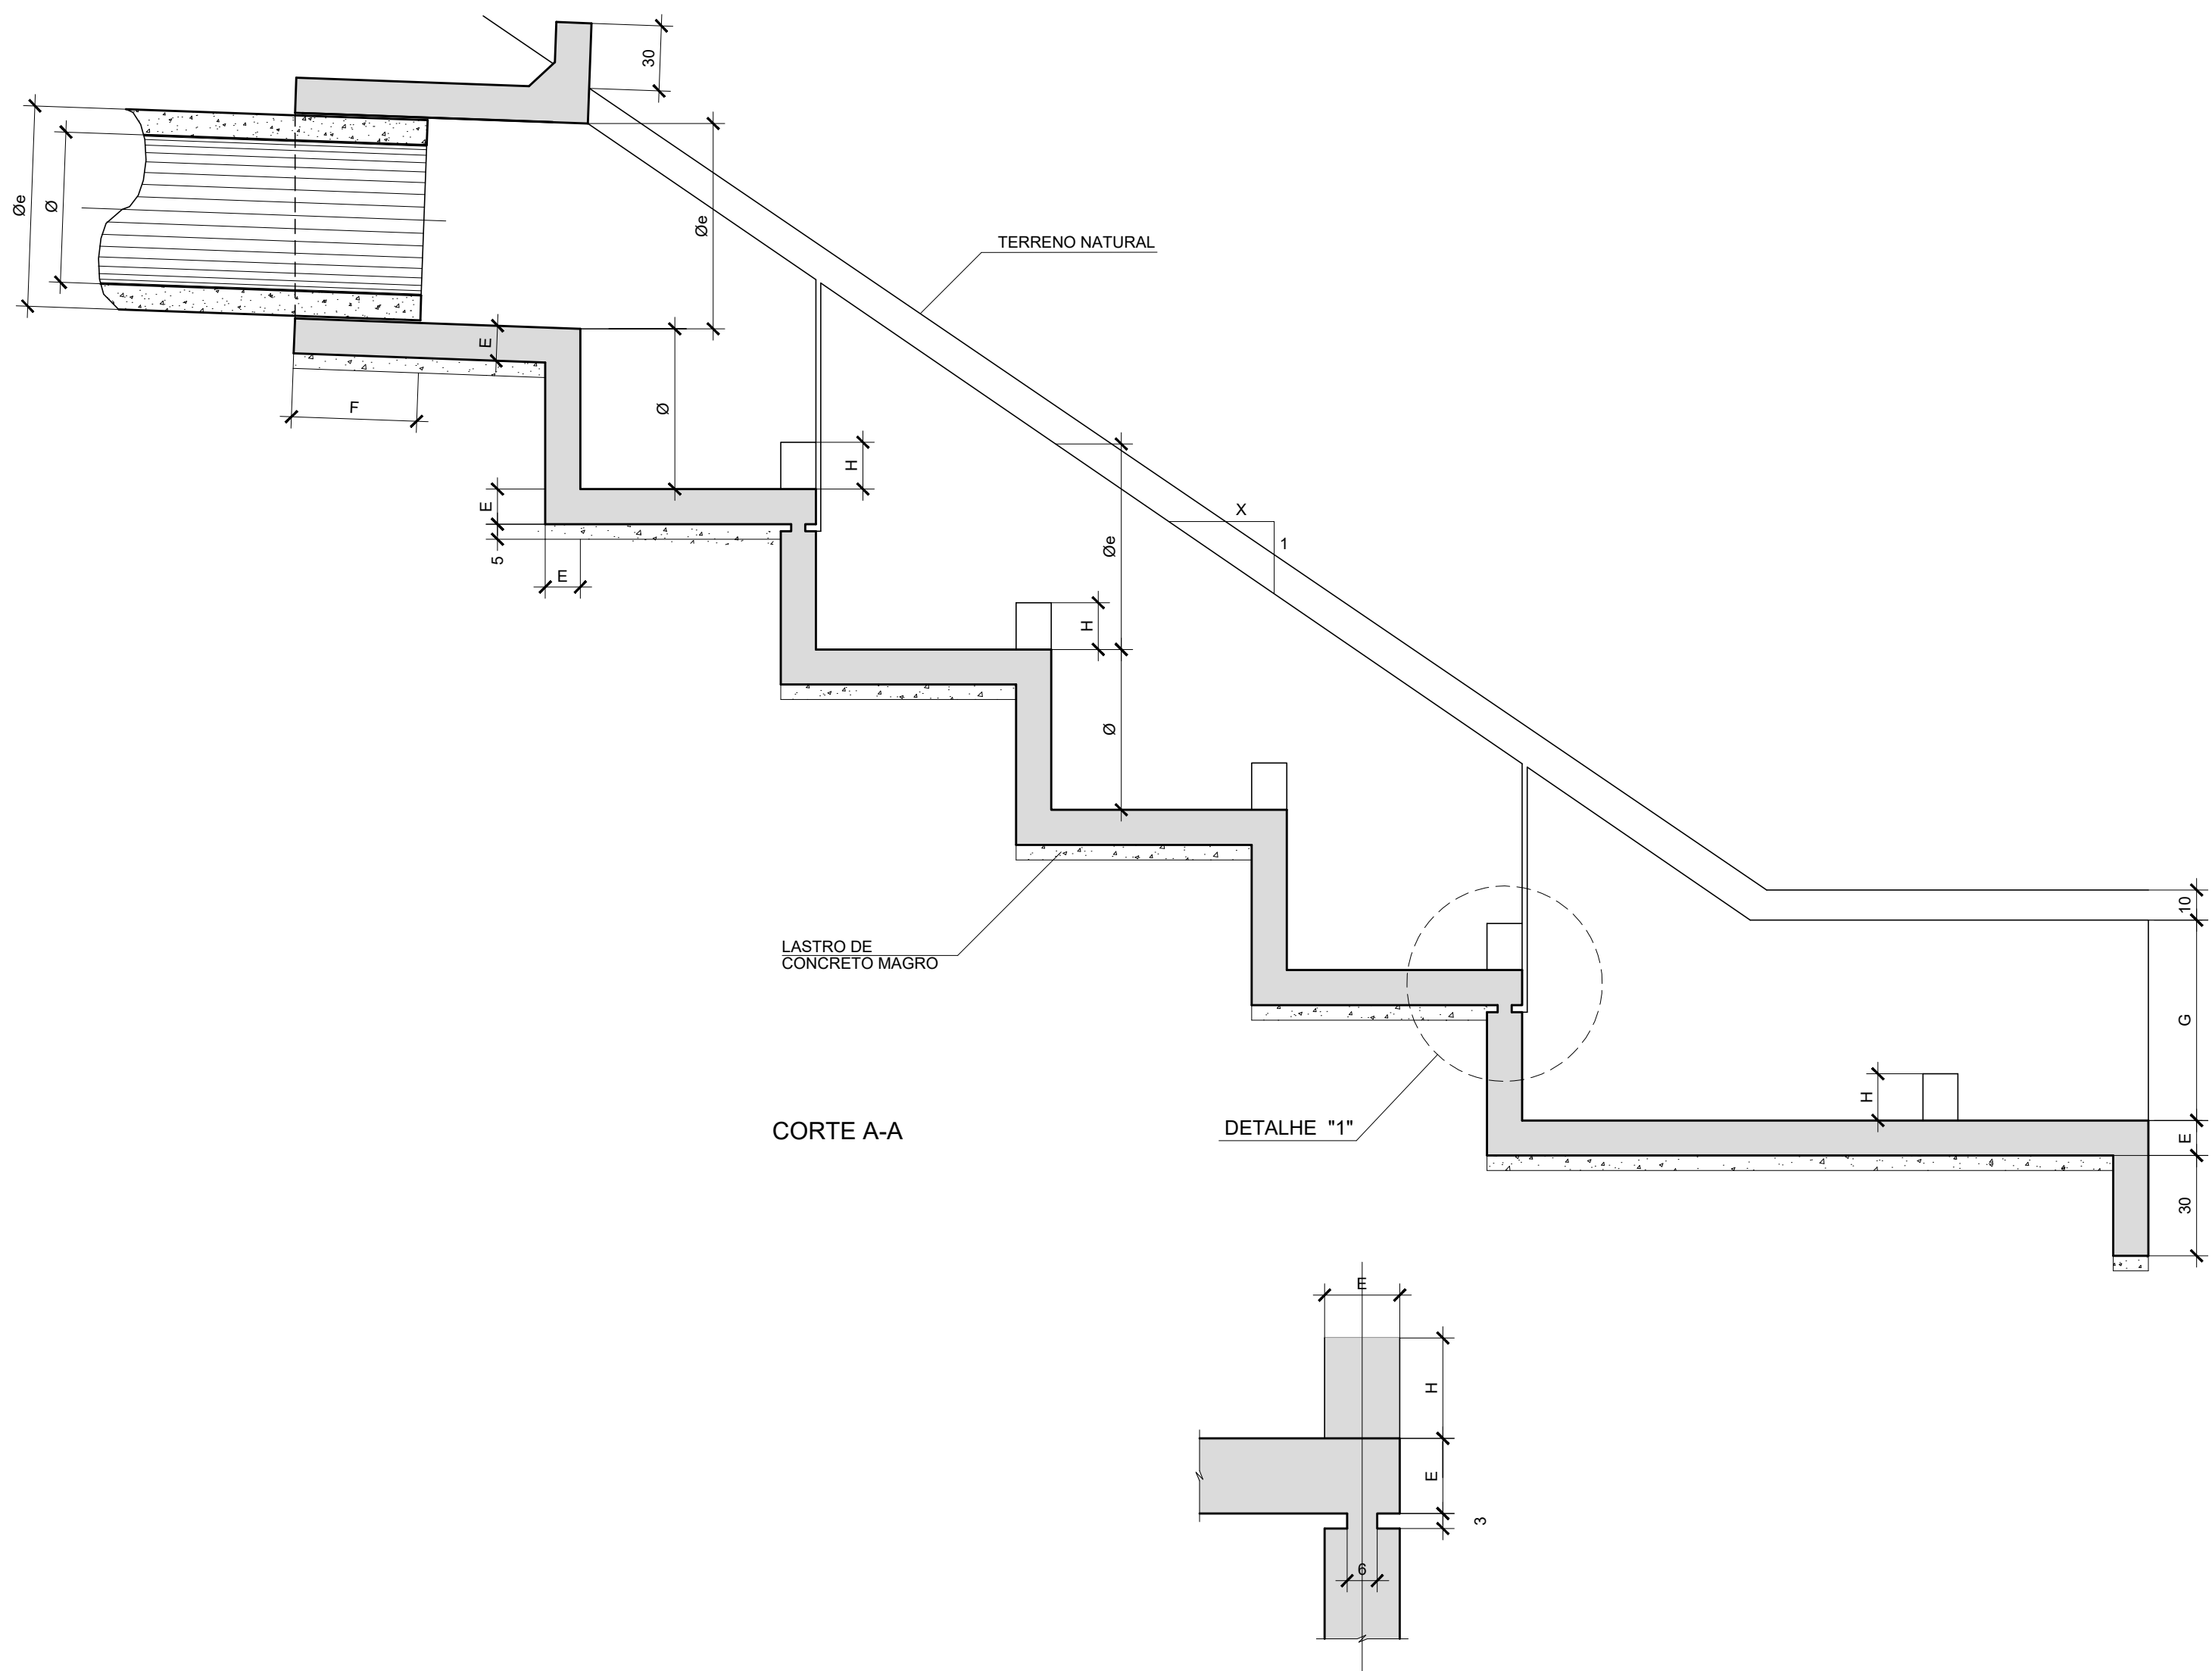 30
Øe
Ø
Øe
TERRENO NATURAL
E
F
Ø
H
E
5
E
X
1
Øe
H
Ø
LASTRO DE
CONCRETO MAGRO
10
G
H
E
30
CORTE A-A
DETALHE "1"
E
H
E
3
6